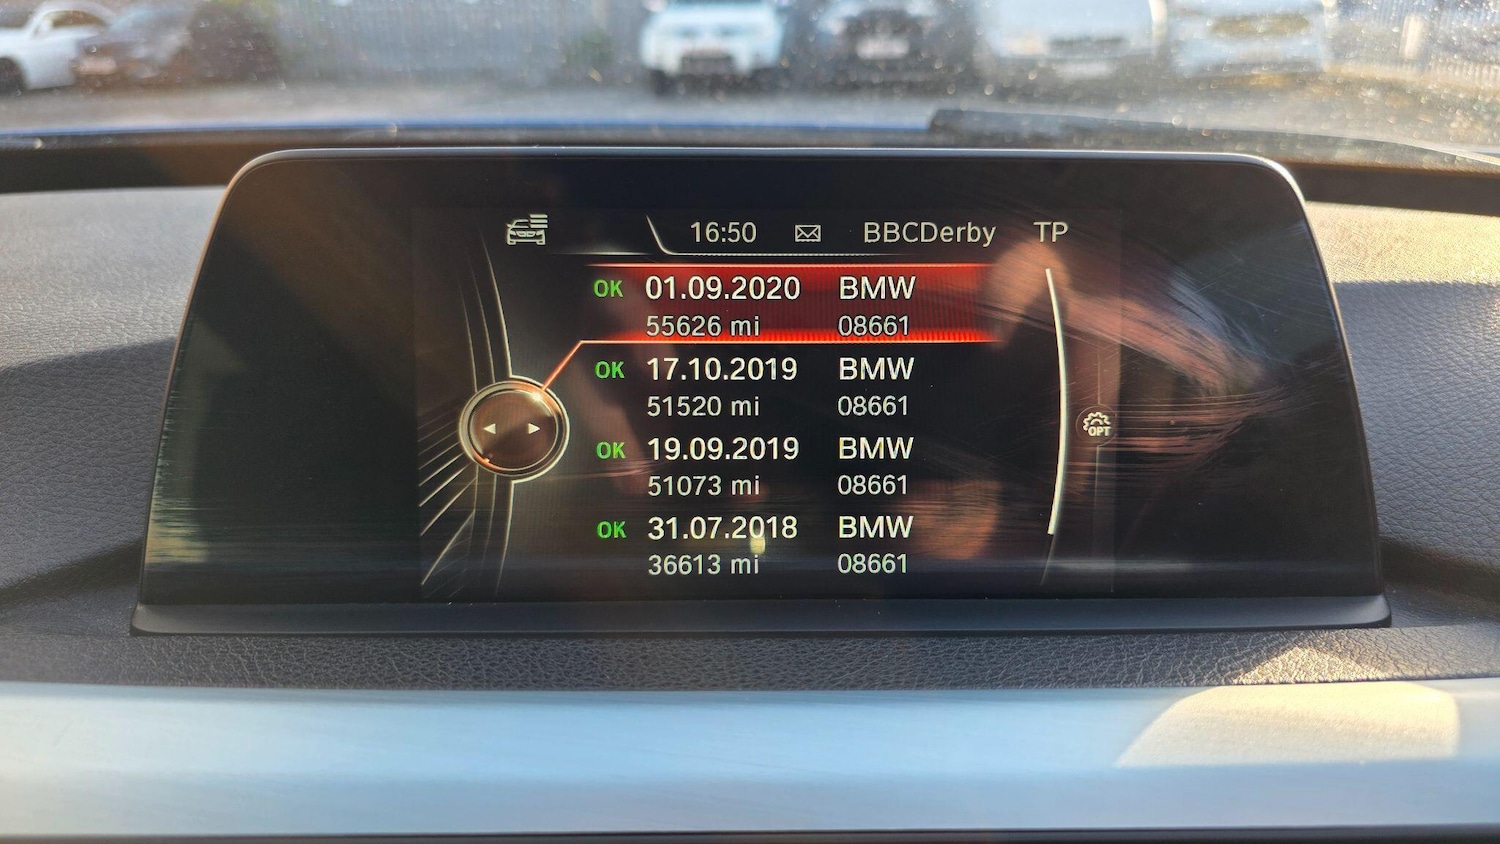 16:50 BBCDerby TP
OK 01.09.2020 BMW
55626 mi 08661
OK 17.10.2019 BMW
51520 mi 08661
OPT
OK 19.09.2019 BMW
51073 mi 08661
OK 31.07.2018 BMW
36613 mi 08661